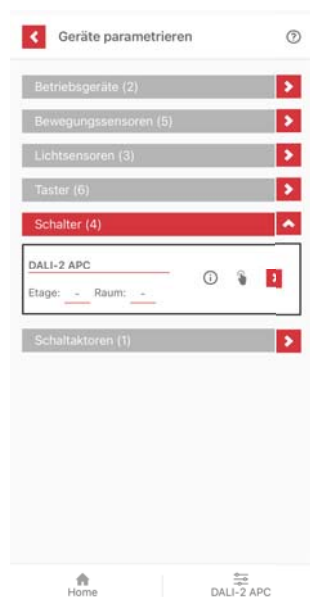 Geräte parametrieren
Betriebsgeräte (2)
Bewegungssensoren (5)
Lichtsensoren (3)
Taster (6)
Schalter (4)
DALI-2 APC
Etage: - Raum: -
Schaltaktoren (1)
Home DALI-2 APC